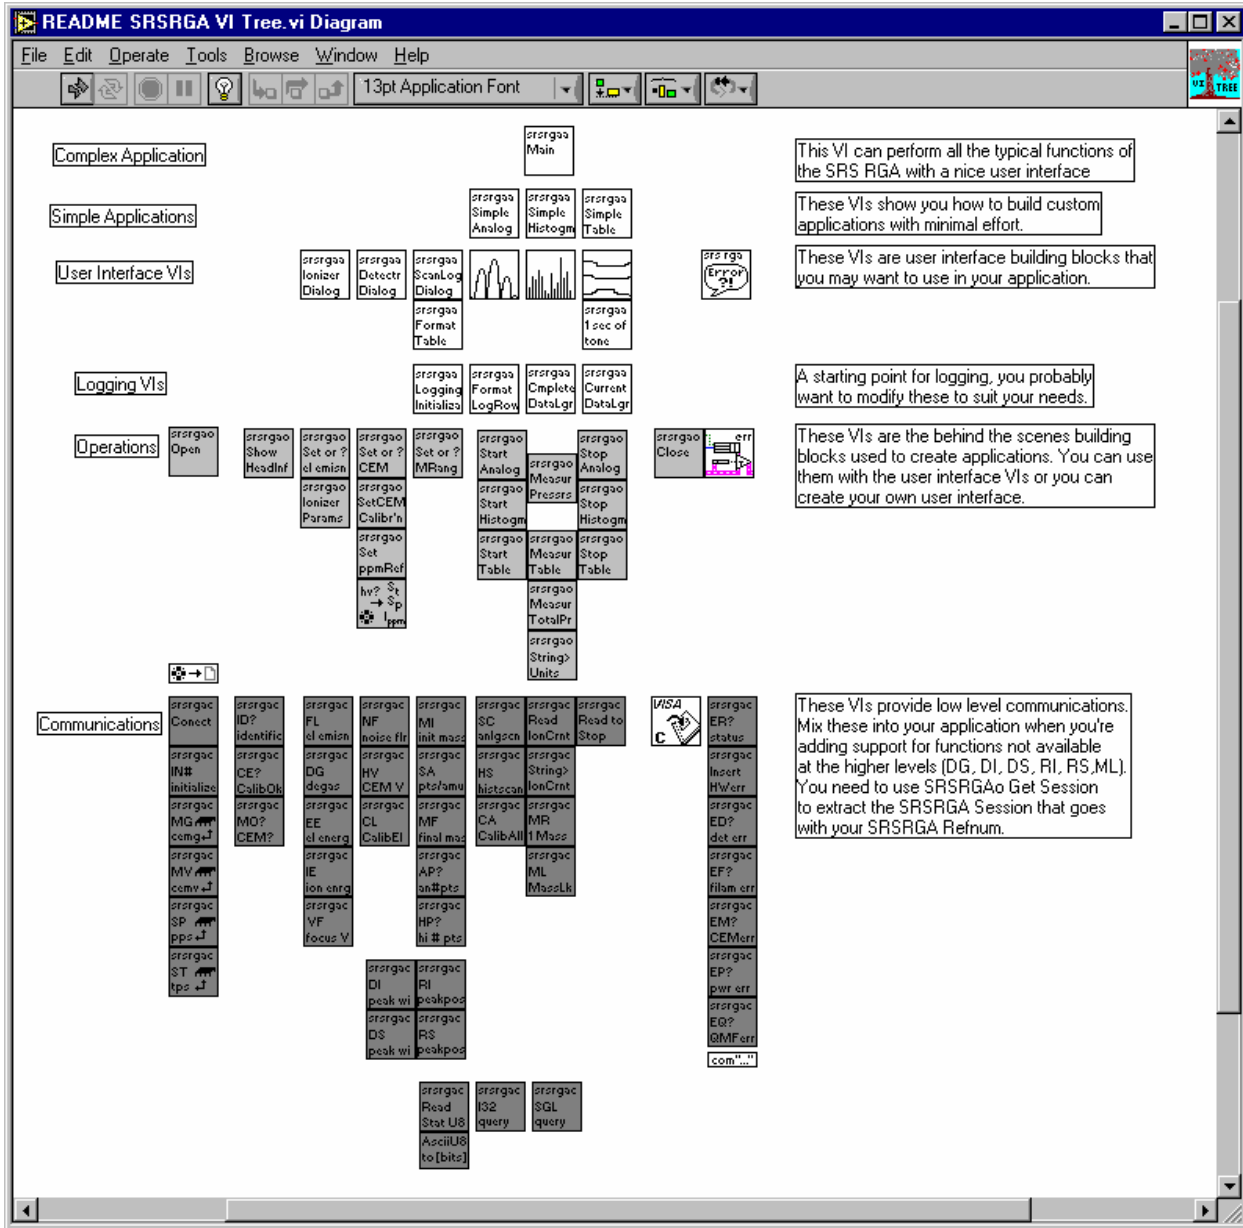 README SRSRGA VI Tree.vi Diagram
File Edit Operate Tools Browse Window Help
13pt Application Font
VI TREE
Complex Application
srsrgaa
Main
This VI can perform all the typical functions of
the SRS RGA with a nice user interface
Simple Applications
srsrgaa
Simple
Analog
srsrgaa
Simple
Histogm
srsrgaa
Simple
Table
These VIs show you how to build custom
applications with minimal effort.
User Interface VIs
srsrgaa
Ionizer
Dialog
srsrgaa
Detectr
Dialog
srsrgaa
ScanLog
Dialog
srs rga
Error
?!
These VIs are user interface building blocks that
you may want to use in your application.
srsrgaa
Format
Table
srsrgaa
1 sec of
tone
Logging VIs
srsrgaa
Logging
Initializa
srsrgaa
Format
LogRow
srsrgaa
Cmplete
DataLgr
srsrgaa
Current
DataLgr
A starting point for logging, you probably
want to modify these to suit your needs.
Operations
srsrgao
Open
srsrgao
Show
HeadInf
srsrgao
Set or ?
el emisn
srsrgao
Set or ?
CEM
srsrgao
Set or ?
MRang
srsrgao
Start
Analog
srsrgao
Measur
Pressrs
srsrgao
Stop
Analog
srsrgao
Close
err
These VIs are the behind the scenes building
blocks used to create applications. You can use
them with the user interface VIs or you can
create your own user interface.
srsrgao
Ionizer
Params
srsrgao
SetCEM
Calibr'n
srsrgao
Start
Histogm
srsrgao
Stop
Histogm
srsrgao
Set
ppmRef
srsrgao
Start
Table
srsrgao
Measur
Table
srsrgao
Stop
Table
hv? St
→ Sp
Ippm
srsrgao
Measur
TotalPr
srsrgao
String>
Units
Communications
srsrgac
Conect
srsrgac
ID?
identific
srsrgac
FL
el emisn
srsrgac
NF
noise flr
srsrgac
MI
init mass
srsrgac
SC
anlgscn
srsrgac
Read
IonCrnt
srsrgac
Read to
Stop
VISA
C
srsrgac
ER?
status
These VIs provide low level communications.
Mix these into your application when you're
adding support for functions not available
at the higher levels (DG, DI, DS, RI, RS,ML).
You need to use SRSRGAo Get Session
to extract the SRSRGA Session that goes
with your SRSRGA Refnum.
srsrgac
IN#
initialize
srsrgac
CE?
CalibOk
srsrgac
DG
degas
srsrgac
HV
CEM V
srsrgac
SA
pts/amu
srsrgac
HS
histscan
srsrgac
String>
IonCrnt
srsrgac
Insert
HWerr
srsrgac
MG
cemg
srsrgac
MO?
CEM?
srsrgac
EE
el energ
srsrgac
CL
CalibEl
srsrgac
MF
final mas
srsrgac
CA
CalibAll
srsrgac
MR
1 Mass
srsrgac
ED?
det err
srsrgac
MV
cemv
srsrgac
IE
ion enrg
srsrgac
AP?
an#pts
srsrgac
ML
MassLk
srsrgac
EF?
filam err
srsrgac
SP
pps
srsrgac
VF
focus V
srsrgac
HP?
hi # pts
srsrgac
EM?
CEMerr
srsrgac
ST
tps
srsrgac
DI
peak wi
srsrgac
RI
peakpos
srsrgac
EP?
pwr err
srsrgac
DS
peak wi
srsrgac
RS
peakpos
srsrgac
EQ?
QMFerr
com"..."
srsrgac
Read
Stat U8
srsrgac
I32
query
srsrgac
SGL
query
AsciiU8
to [bits]